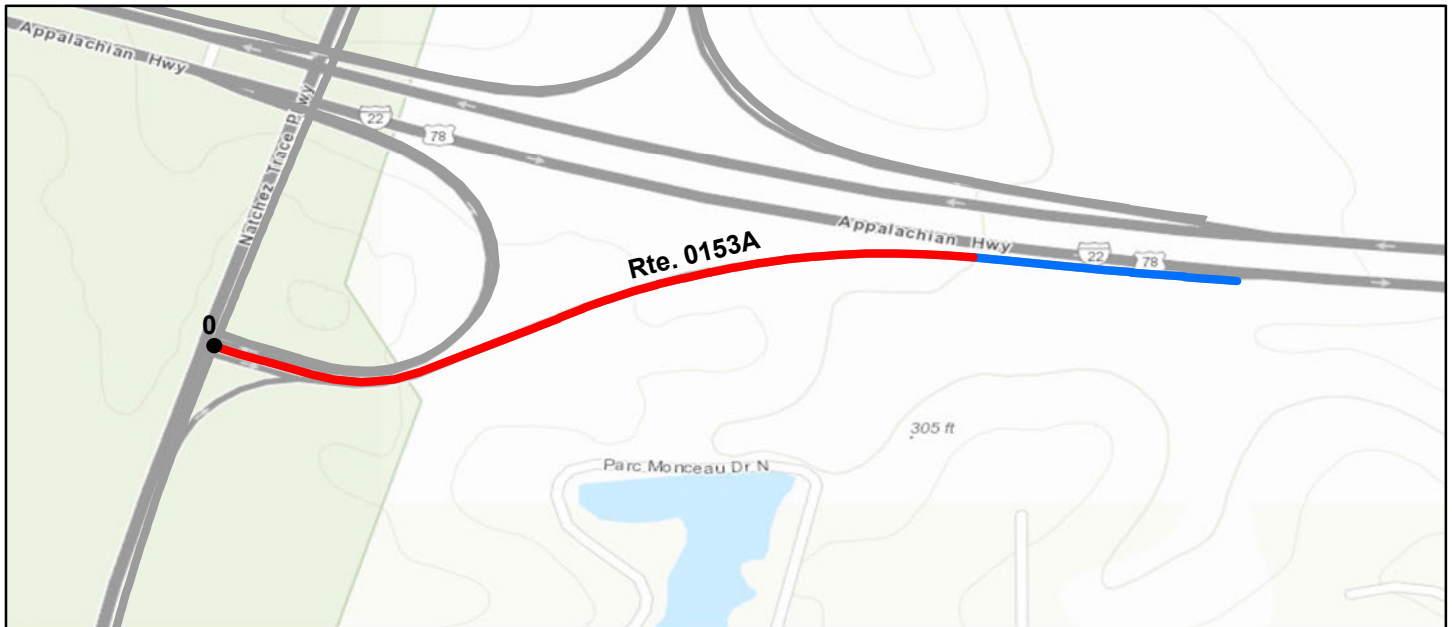 Appalachian Hwy
22
78
Natchez Trace Pkwy
Appalachian Hwy
22
78
Rte. 0153A
0
305 ft
Parc Monceau Dr N